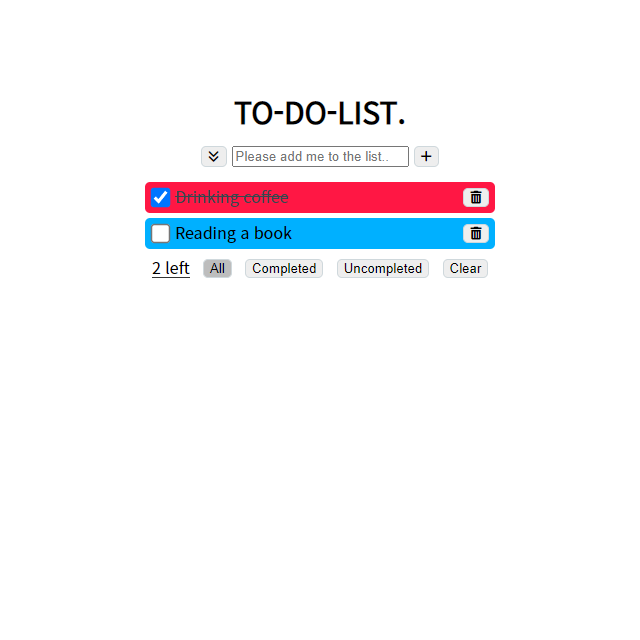 TO-DO-LIST.
Please add me to the list.. +
Drinking coffee
Reading a book
2 left All Completed Uncompleted Clear